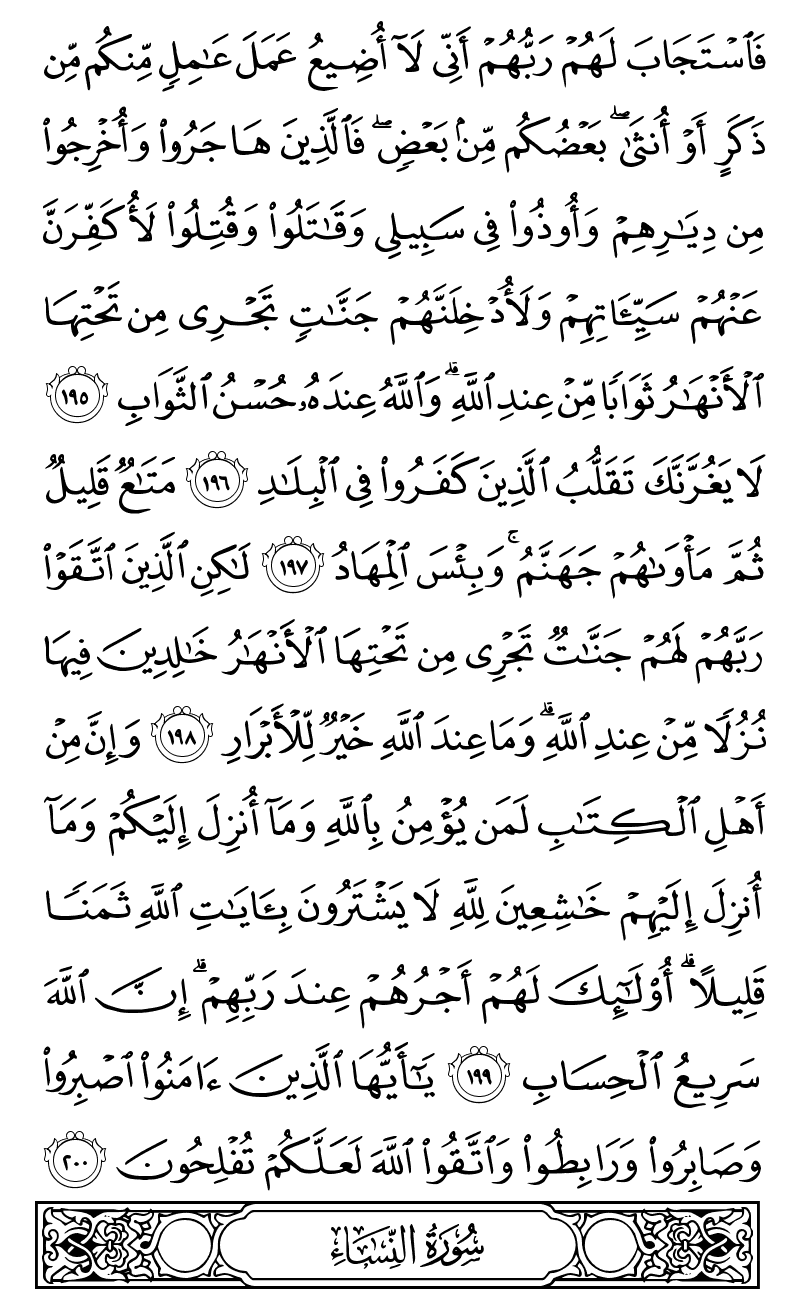 فَٱسۡتَجَابَ لَهُمۡ رَبُّهُمۡ أَنِّي لَآ أُضِيعُ عَمَلَ عَٰمِلٖ مِّنكُم مِّن
ذَكَرٍ أَوۡ أُنثَىٰۖ بَعۡضُكُم مِّنۢ بَعۡضٖۖ فَٱلَّذِينَ هَاجَرُواْ وَأُخۡرِجُواْ
مِن دِيَٰرِهِمۡ وَأُوذُواْ فِي سَبِيلِي وَقَٰتَلُواْ وَقُتِلُواْ لَأُكَفِّرَنَّ
عَنۡهُمۡ سَيِّـَٔاتِهِمۡ وَلَأُدۡخِلَنَّهُمۡ جَنَّٰتٖ تَجۡرِي مِن تَحۡتِهَا
ٱلۡأَنۡهَٰرُ ثَوَابٗا مِّنۡ عِندِ ٱللَّهِۚ وَٱللَّهُ عِندَهُۥ حُسۡنُ ٱلثَّوَابِ ١٩٥
لَا يَغُرَّنَّكَ تَقَلُّبُ ٱلَّذِينَ كَفَرُواْ فِي ٱلۡبِلَٰدِ ١٩٦ مَتَٰعٞ قَلِيلٞ
ثُمَّ مَأۡوَىٰهُمۡ جَهَنَّمُۚ وَبِئۡسَ ٱلۡمِهَادُ ١٩٧ لَٰكِنِ ٱلَّذِينَ ٱتَّقَوۡاْ
رَبَّهُمۡ لَهُمۡ جَنَّٰتٞ تَجۡرِي مِن تَحۡتِهَا ٱلۡأَنۡهَٰرُ خَٰلِدِينَ فِيهَا
نُزُلٗا مِّنۡ عِندِ ٱللَّهِۗ وَمَا عِندَ ٱللَّهِ خَيۡرٞ لِّلۡأَبۡرَارِ ١٩٨ وَإِنَّ مِنۡ
أَهۡلِ ٱلۡكِتَٰبِ لَمَن يُؤۡمِنُ بِٱللَّهِ وَمَآ أُنزِلَ إِلَيۡكُمۡ وَمَآ
أُنزِلَ إِلَيۡهِمۡ خَٰشِعِينَ لِلَّهِ لَا يَشۡتَرُونَ بِـَٔايَٰتِ ٱللَّهِ ثَمَنٗا
قَلِيلًاۗ أُوْلَٰٓئِكَ لَهُمۡ أَجۡرُهُمۡ عِندَ رَبِّهِمۡۗ إِنَّ ٱللَّهَ
سَرِيعُ ٱلۡحِسَابِ ١٩٩ يَٰٓأَيُّهَا ٱلَّذِينَ ءَامَنُواْ ٱصۡبِرُواْ
وَصَابِرُواْ وَرَابِطُواْ وَٱتَّقُواْ ٱللَّهَ لَعَلَّكُمۡ تُفۡلِحُونَ ٢٠٠
سُورَةُ النِّسَاءِ